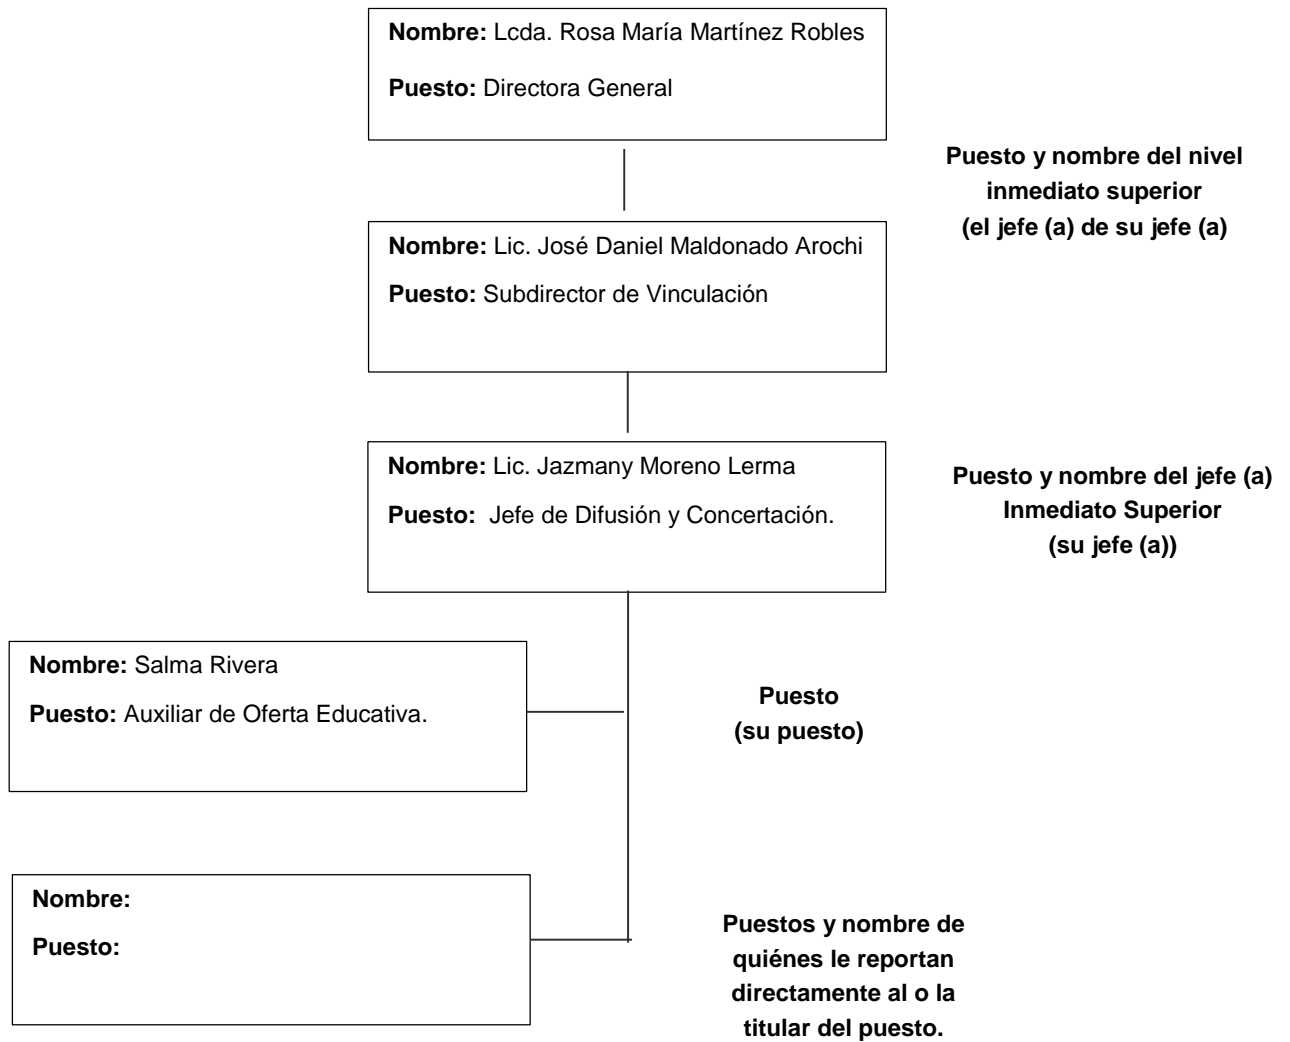 Nombre: Lcda. Rosa María Martínez Robles
Puesto: Directora General
Puesto y nombre del nivel
inmediato superior
(el jefe (a) de su jefe (a)
Nombre: Lic. José Daniel Maldonado Arochi
Puesto: Subdirector de Vinculación
Nombre: Lic. Jazmany Moreno Lerma
Puesto: Jefe de Difusión y Concertación.
Puesto y nombre del jefe (a)
Inmediato Superior
(su jefe (a))
Nombre: Salma Rivera
Puesto: Auxiliar de Oferta Educativa.
Puesto
(su puesto)
Nombre:
Puesto:
Puestos y nombre de
quiénes le reportan
directamente al o la
titular del puesto.